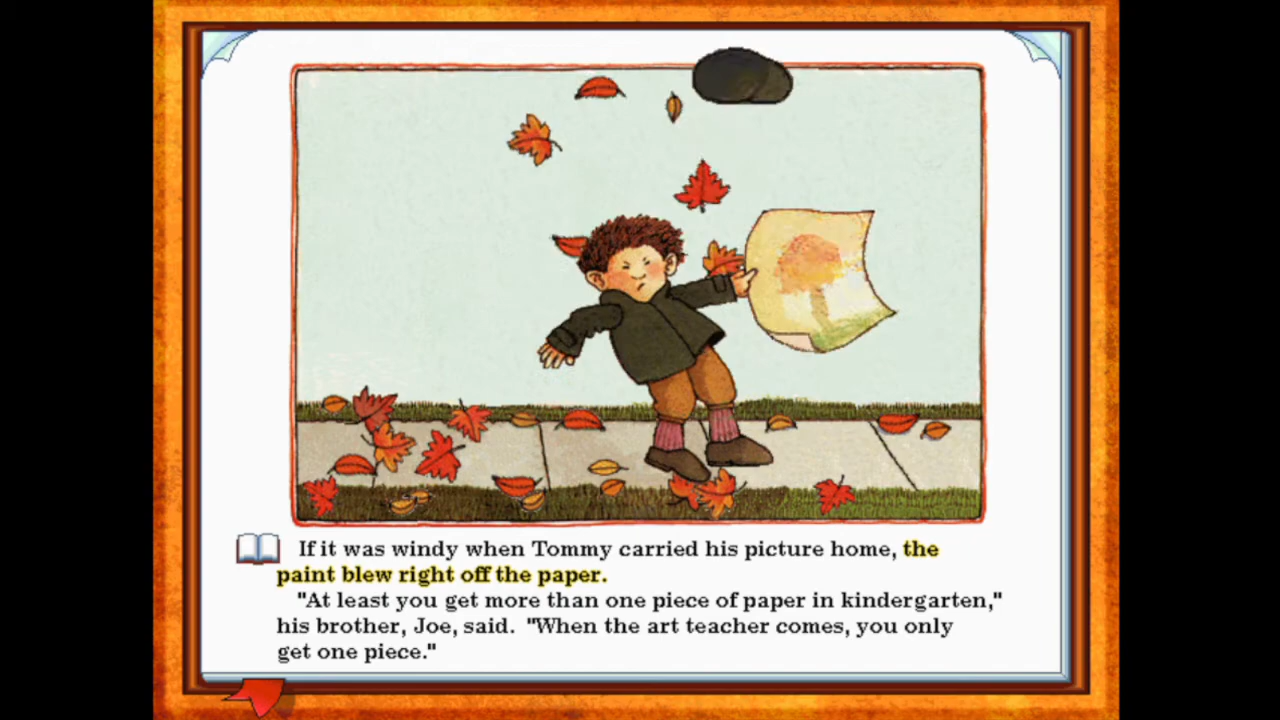 If it was windy when Tommy carried his picture home, the
paint blew right off the paper.
"At least you get more than one piece of paper in kindergarten,"
his brother, Joe, said. "When the art teacher comes, you only
get one piece."